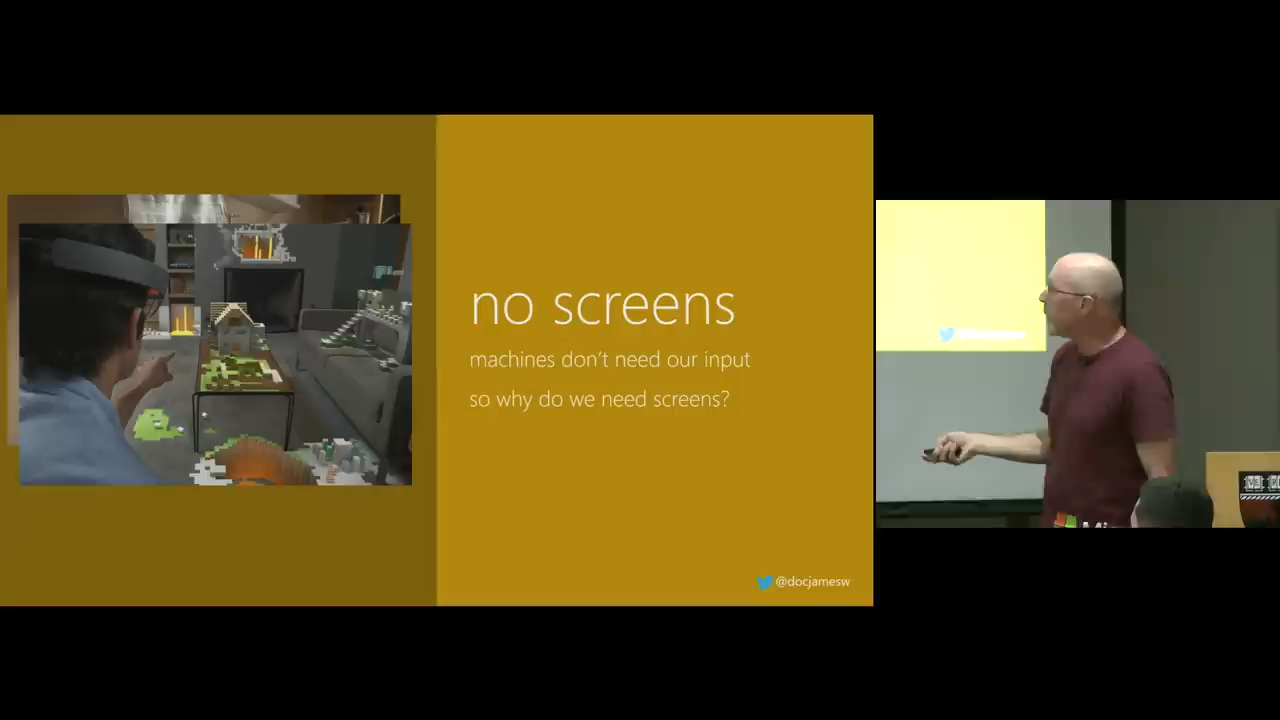 no screens
machines don't need our input
so why do we need screens?
@docjamesw